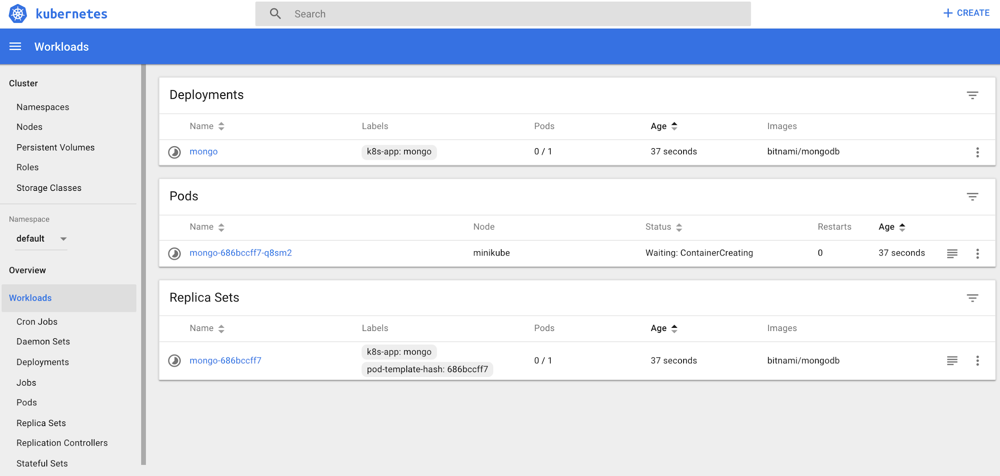 kubernetes
Search
CREATE
Workloads
Cluster
Namespaces
Nodes
Persistent Volumes
Roles
Storage Classes
Namespace
default
Overview
Workloads
Cron Jobs
Daemon Sets
Deployments
Jobs
Pods
Replica Sets
Replication Controllers
Stateful Sets
Deployments
Name Labels Pods Age Images
mongo k8s-app: mongo 0 / 1 37 seconds bitnami/mongodb
Pods
Name Node Status Restarts Age
mongo-686bccff7-q8sm2 minikube Waiting: ContainerCreating 0 37 seconds
Replica Sets
Name Labels Pods Age Images
k8s-app: mongo
mongo-686bccff7 0 / 1 37 seconds bitnami/mongodb
pod-template-hash: 686bccff7